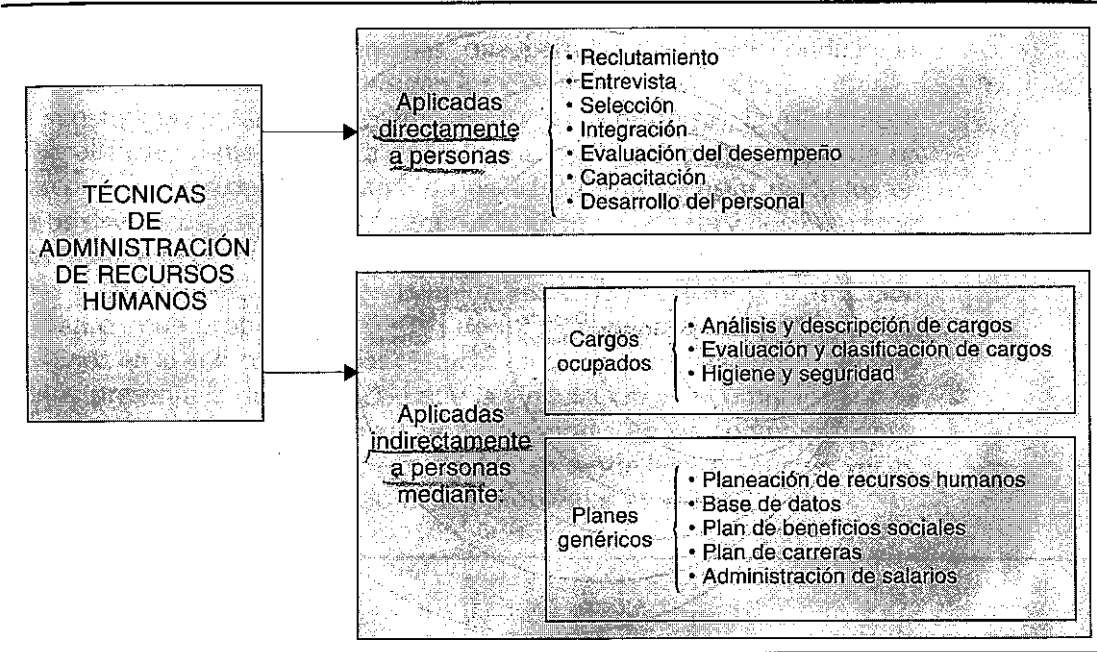 TÉCNICAS
DE
ADMINISTRACIÓN
DE RECURSOS
HUMANOS
Aplicadas
directamente
a personas
• Reclutamiento
• Entrevista
• Selección
• Integración
• Evaluación del desempeño
• Capacitación
• Desarrollo del personal
Aplicadas
indirectamente
a personas
mediante:
Cargos
ocupados
• Análisis y descripción de cargos
• Evaluación y clasificación de cargos
• Higiene y seguridad
Planes
genéricos
• Planeación de recursos humanos
• Base de datos
• Plan de beneficios sociales
• Plan de carreras
• Administración de salarios